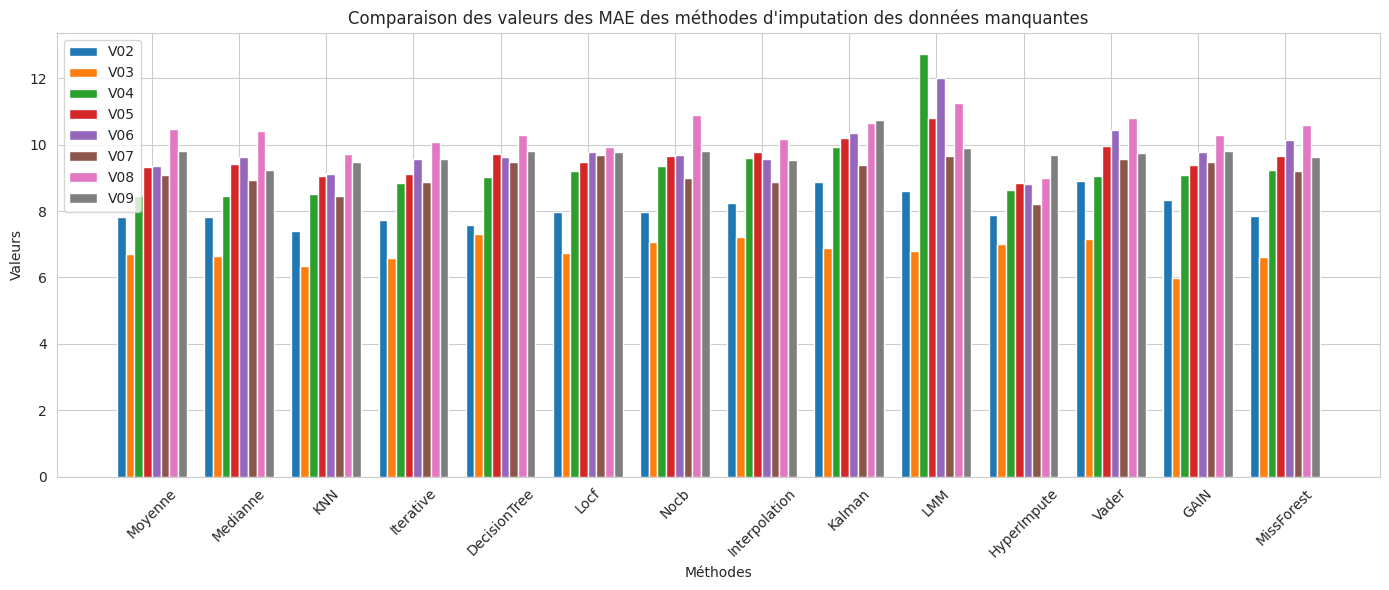 Comparaison des valeurs des MAE des méthodes d'imputation des données manquantes
V02
V03
V04
V05
V06
V07
V08
V09
12
10
8
6
4
2
0
Valeurs
Moyenne
Medianne
KNN
Iterative
DecisionTree
Locf
Nocb
Interpolation
Kalman
LMM
HyperImpute
Vader
GAIN
MissForest
Méthodes